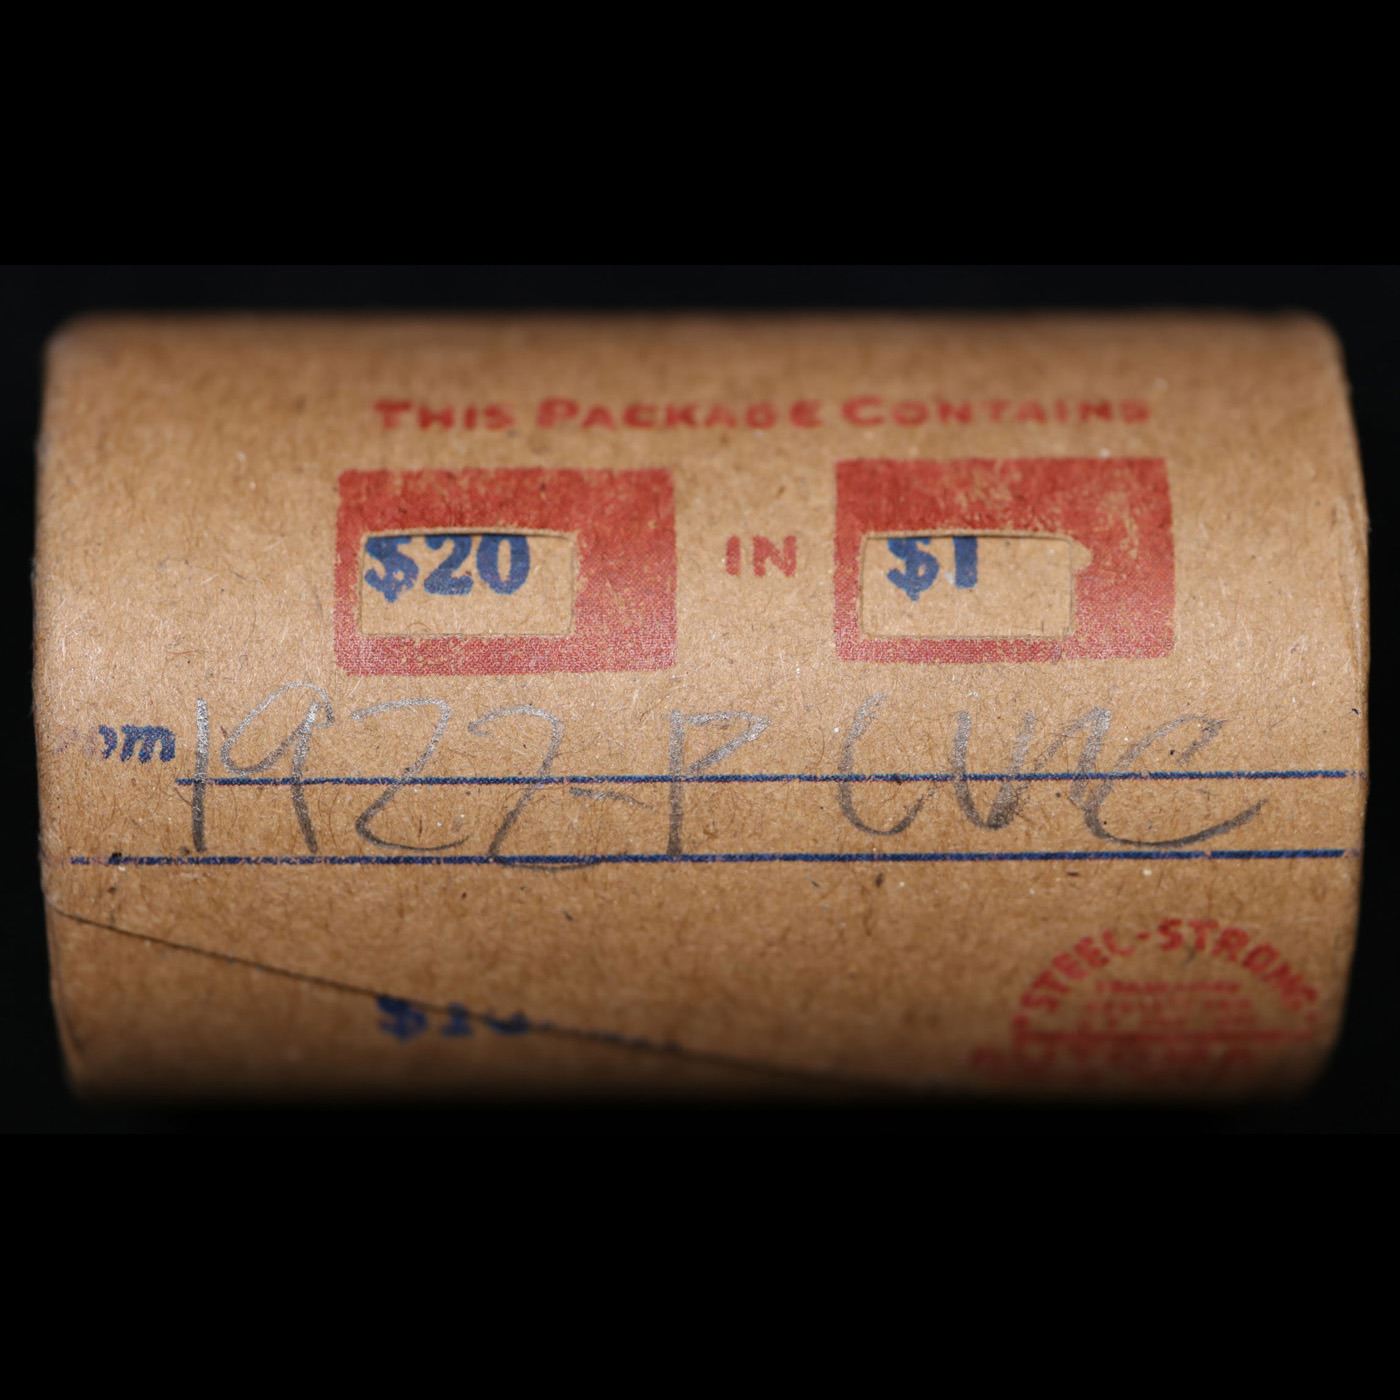 THIS PACKAGE CONTAINS
$20 IN $1
1922-P UNC
STEEL-STRONG